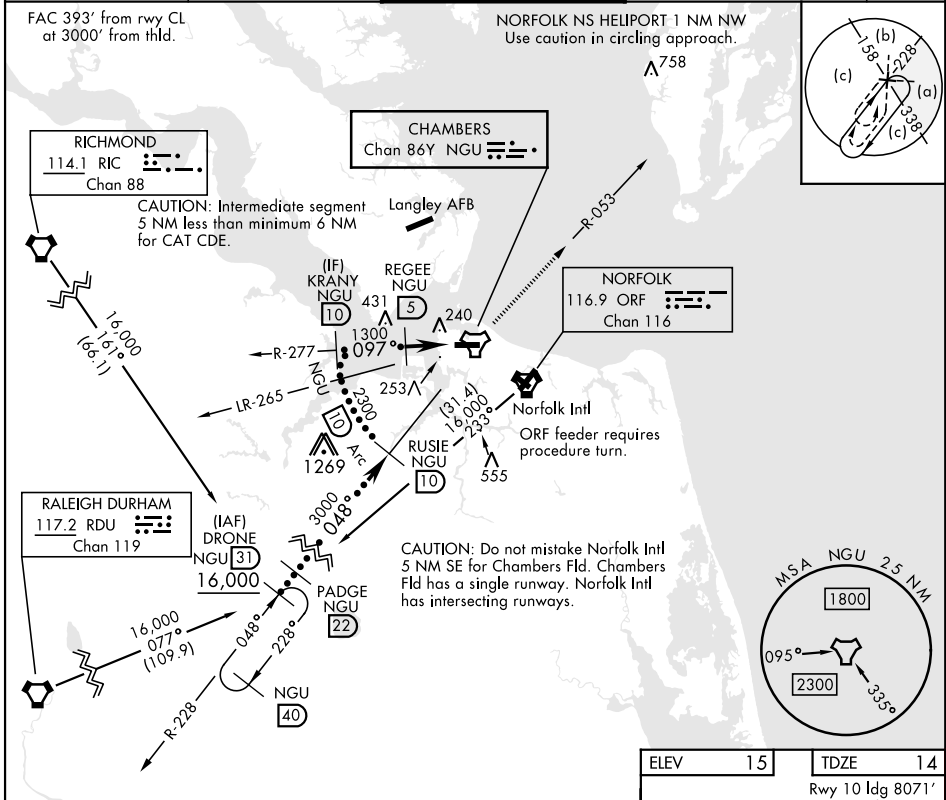 FAC 393' from rwy CL
at 3000' from thld.
NORFOLK NS HELIPORT 1 NM NW
Use caution in circling approach.
758
(b)
158
228
(c)
(a)
338
(c)
RICHMOND
114.1 RIC
Chan 88
CHAMBERS
Chan 86Y NGU
CAUTION: Intermediate segment
5 NM less than minimum 6 NM
for CAT CDE.
Langley AFB
R-053
(IF)
KRANY
NGU
10
REGEE
NGU
5
431
240
NORFOLK
116.9 ORF
Chan 116
16,000
161°
(66.1)
1300
097°
R-277
LR-265
253
NGU
10
Arc
2300
(31.4)
16,000
233°
Norfolk Intl
ORF feeder requires
procedure turn.
1269
RUSIE
NGU
10
555
RALEIGH DURHAM
117.2 RDU
Chan 119
(IAF)
DRONE
NGU 31
16,000
3000
048°
CAUTION: Do not mistake Norfolk Intl
5 NM SE for Chambers Fld. Chambers
Fld has a single runway. Norfolk Intl
has intersecting runways.
PADGE
NGU
22
16,000
077°
(109.9)
048°
228°
NGU
40
R-228
MSA NGU 25 NM
1800
095°
2300
335°
ELEV 15
TDZE 14
Rwy 10 ldg 8071'